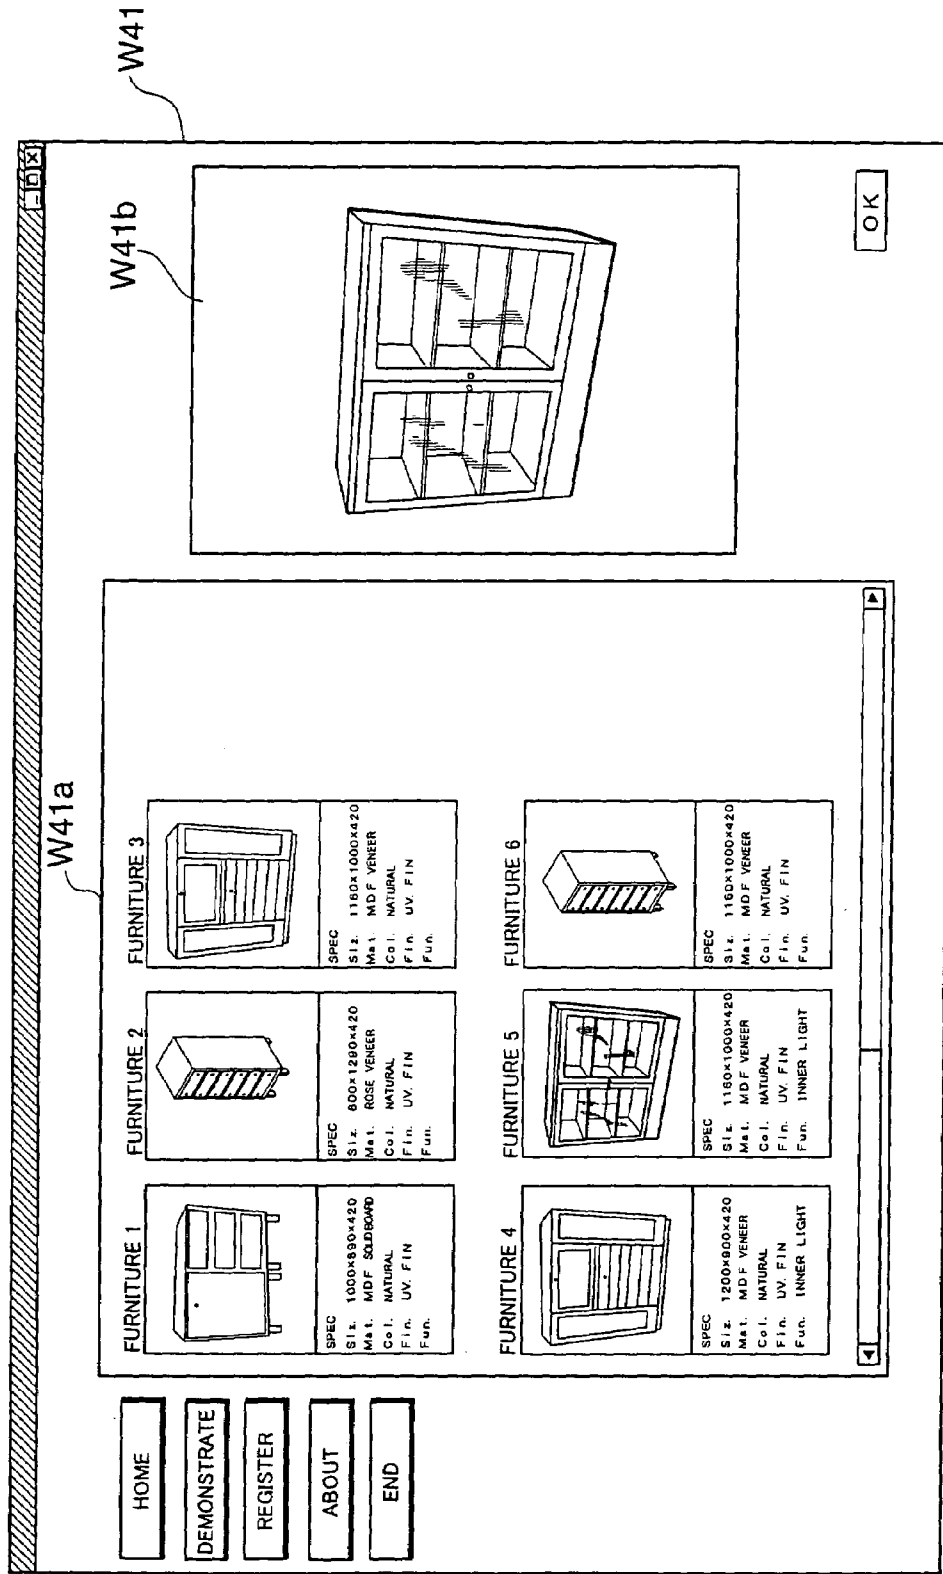 W41
W41a
W41b
HOME
DEMONSTRATE
REGISTER
ABOUT
END
FURNITURE 1
SPEC
Siz. 1000×890×420
Mat. MDF SOLID BOARD
Col. NATURAL
Fin. UV. FIN
Fun.
FURNITURE 2
SPEC
Siz. 600×1290×420
Mat. ROSE VENEER
Col. NATURAL
Fin. UV. FIN
Fun.
FURNITURE 3
SPEC
Siz. 1160×1000×420
Mat. MDF VENEER
Col. NATURAL
Fin. UV. FIN
Fun.
FURNITURE 4
SPEC
Siz. 1200×900×420
Mat. MDF VENEER
Col. NATURAL
Fin. UV. FIN
Fun. INNER LIGHT
FURNITURE 5
SPEC
Siz. 1160×1000×420
Mat. MDF VENEER
Col. NATURAL
Fin. UV. FIN
Fun. INNER LIGHT
FURNITURE 6
SPEC
Siz. 1160×1000×420
Mat. MDF VENEER
Col. NATURAL
Fin. UV. FIN
Fun.
OK